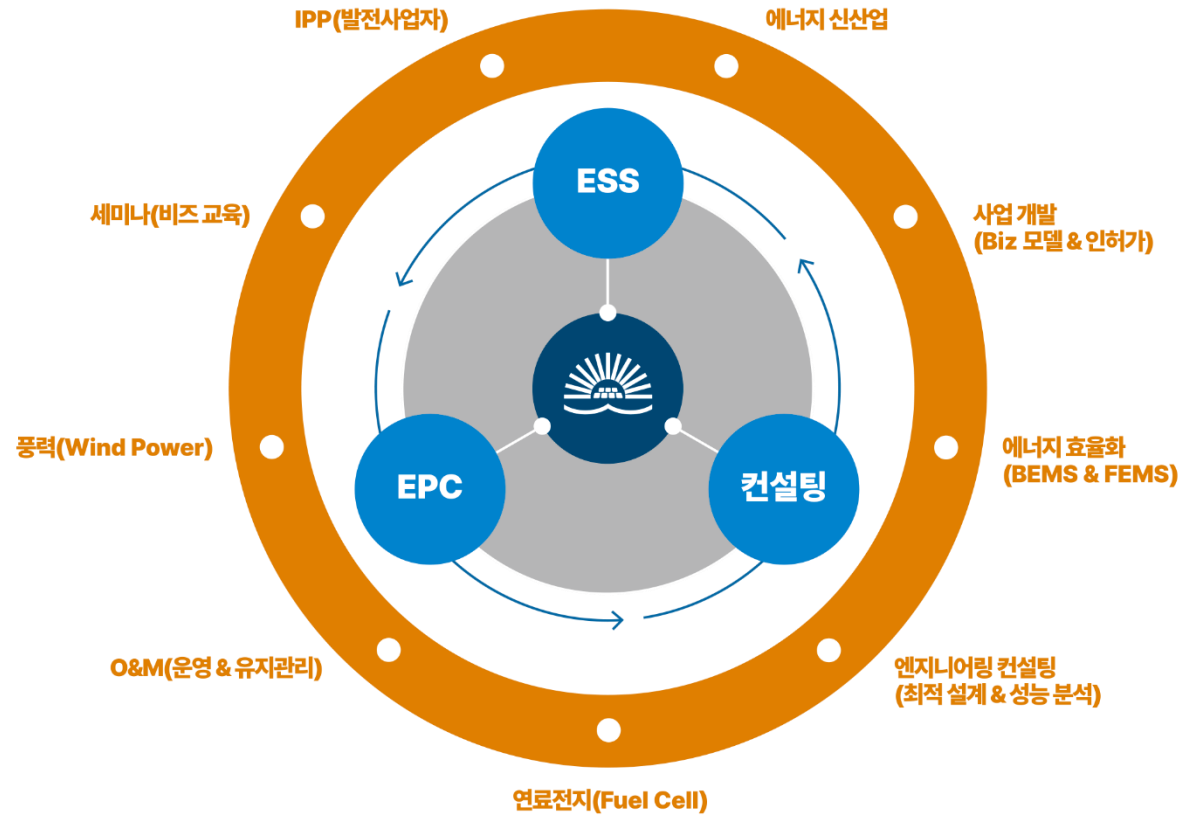 IPP(발전사업자)
에너지 신산업
ESS
세미나(비즈 교육)
사업 개발
(Biz 모델 & 인허가)
풍력(Wind Power)
에너지 효율화
(BEMS & FEMS)
EPC
컨설팅
O&M(운영 & 유지관리)
엔지니어링 컨설팅
(최적 설계 & 성능 분석)
연료전지(Fuel Cell)